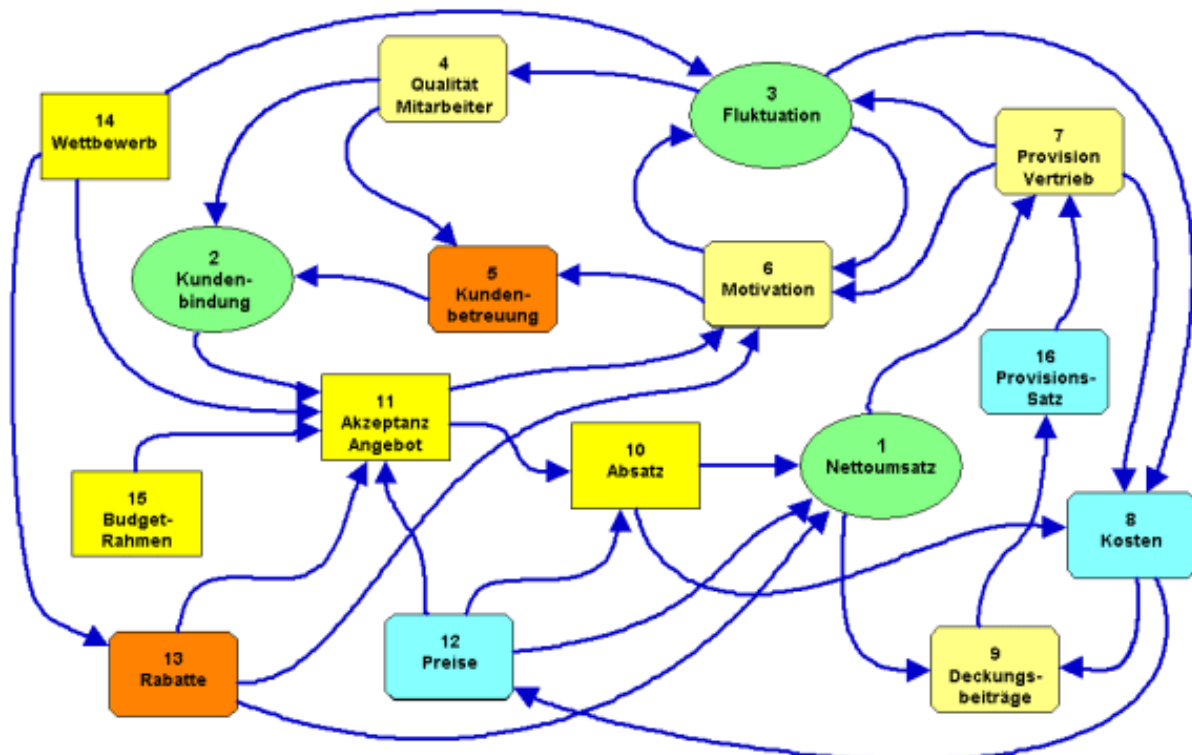 4
Qualität
Mitarbeiter
3
Fluktuation
14
Wettbewerb
7
Provision
Vertrieb
2
Kunden-
bindung
5
Kunden-
betreuung
6
Motivation
16
Provisions-
Satz
11
Akzeptanz
Angebot
10
Absatz
1
Nettoumsatz
15
Budget-
Rahmen
8
Kosten
13
Rabatte
12
Preise
9
Deckungs-
beiträge